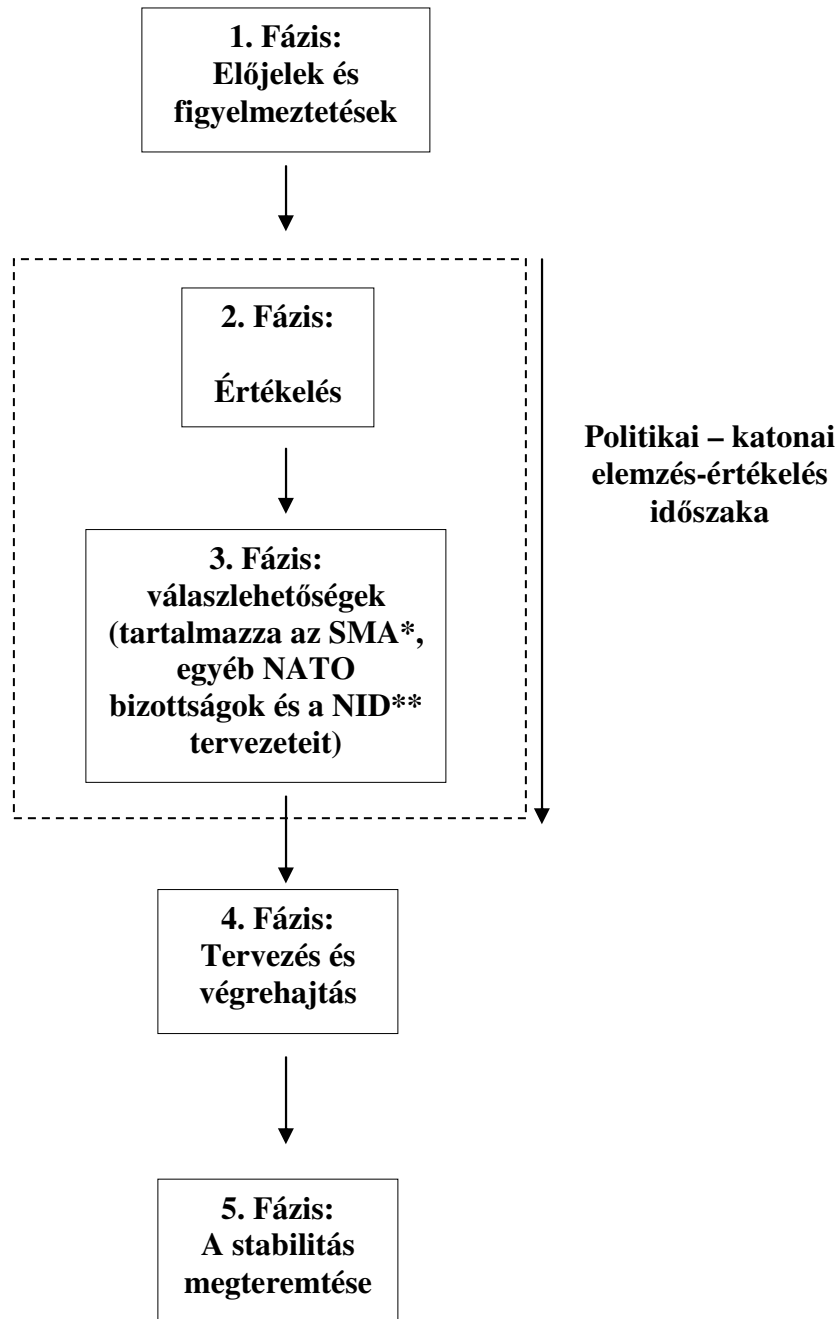 1. Fázis:
Előjelek és
figyelmeztetések
2. Fázis:
Értékelés
Politikai – katonai
elemzés-értékelés
időszaka
3. Fázis:
válaszlehetőségek
(tartalmazza az SMA*,
egyéb NATO
bizottságok és a NID**
tervezeteit)
4. Fázis:
Tervezés és
végrehajtás
5. Fázis:
A stabilitás
megteremtése